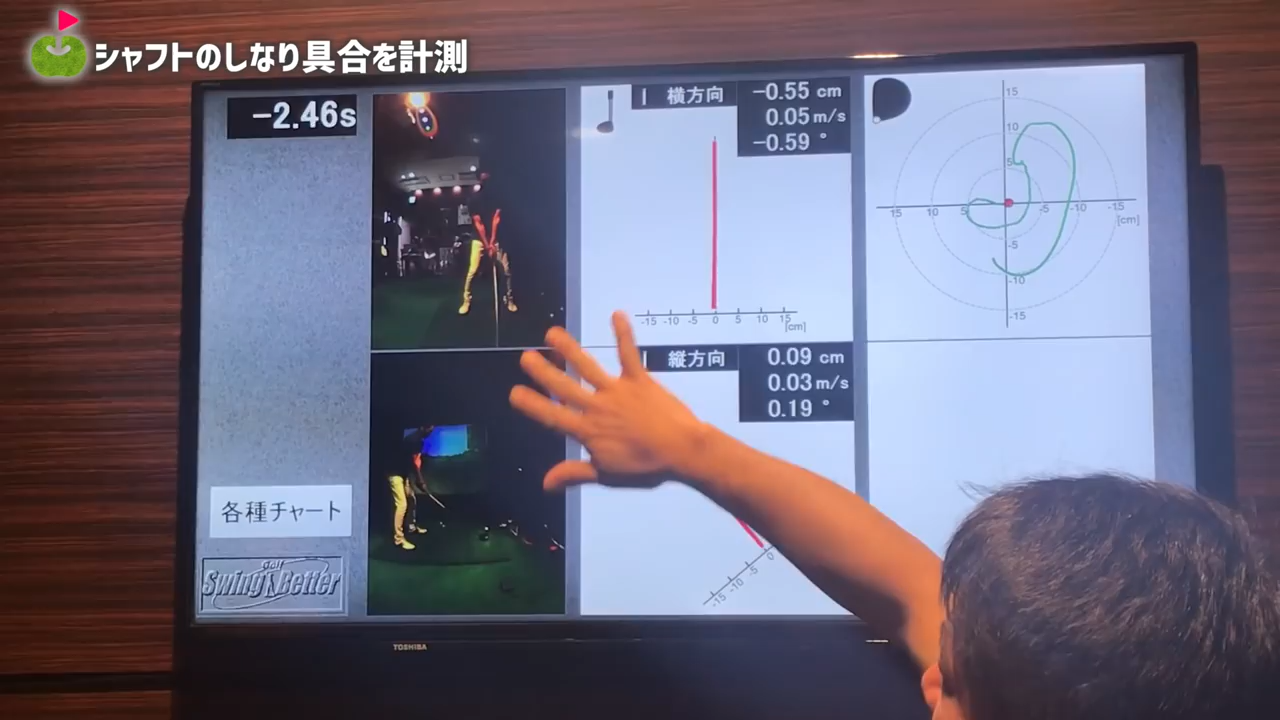 シャフトのしなり具合を計測
-2.46s
横方向
-0.55 cm
0.05 m/s
-0.59 °
-15 -10 -5 0 5 10 15
[cm]
15
10
5
15 10 5 -5 -10 -15
[cm]
-5
-10
-15
縦方向
0.09 cm
0.03 m/s
0.19 °
-15 -10 -5 0
各種チャート
golf
Swing Better
TOSHIBA